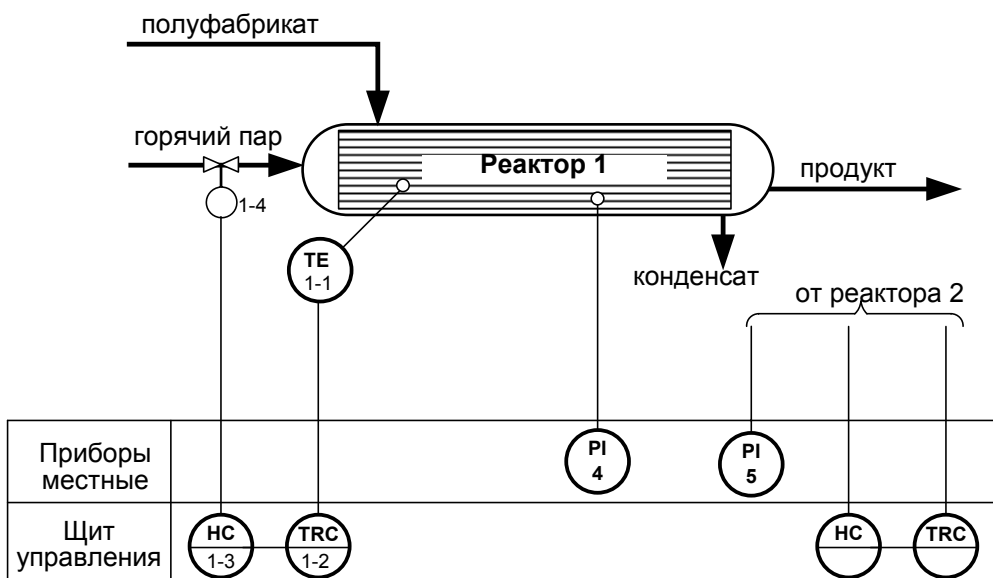 полуфабрикат
горячий пар
Реактор 1
продукт
1-4
TE
1-1
конденсат
от реактора 2
Приборы
местные
PI
4
PI
5
Щит
управления
HC
1-3
TRC
1-2
HC
TRC